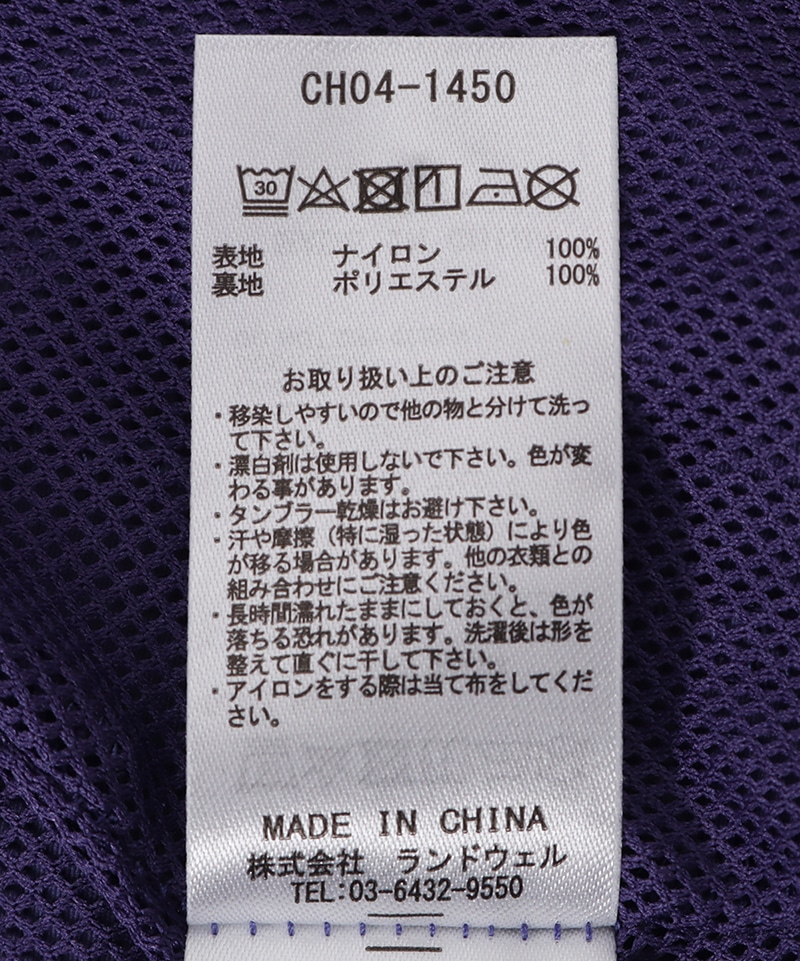 CH04-1450
30
表地 ナイロン 100%
裏地 ポリエステル 100%
お取り扱い上のご注意
・移染しやすいので他の物と分けて洗っ
て下さい。
・漂白剤は使用しないで下さい。色が変
わる事があります。
・タンブラー乾燥はお避け下さい。
・汗や摩擦（特に湿った状態）により色
が移る場合があります。他の衣類との
組み合わせにご注意ください。
・長時間濡れたままにしておくと、色が
落ちる恐れがあります。洗濯後は形を
整えて直ぐに干して下さい。
・アイロンをする際は当て布をしてくだ
さい。
MADE IN CHINA
株式会社 ランドウェル
TEL:03-6432-9550